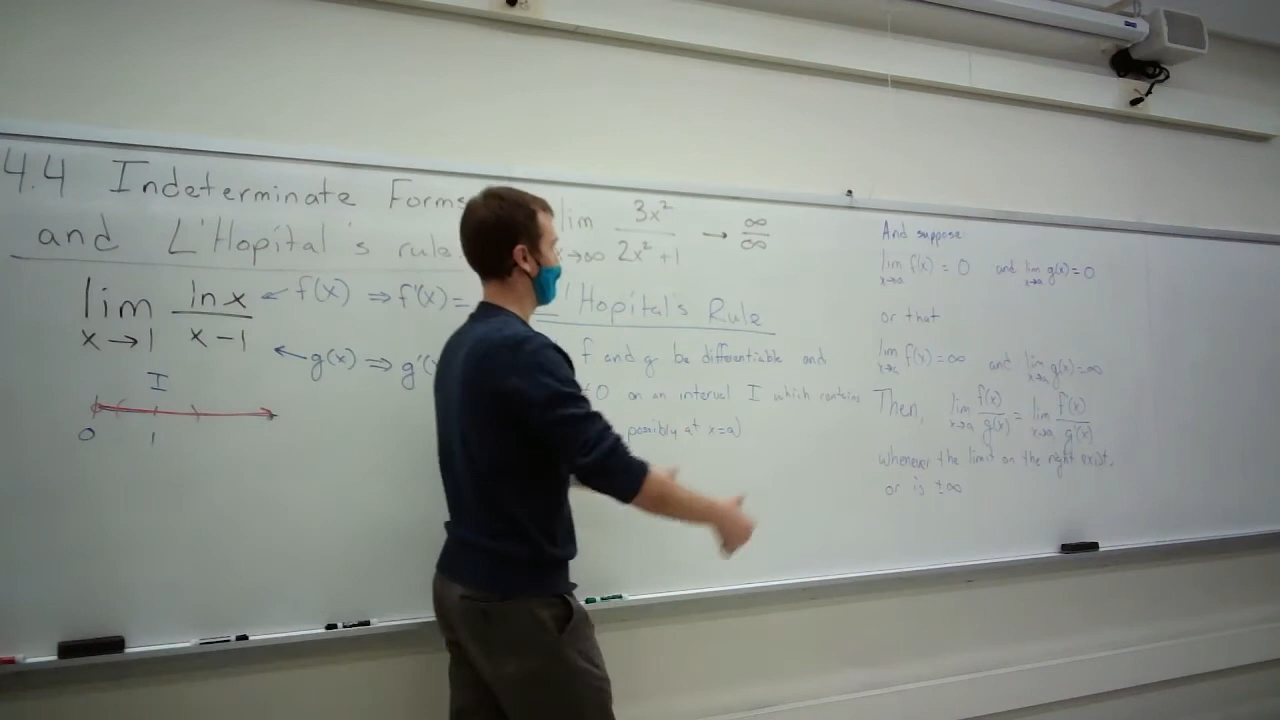 4.4 Indeterminate Forms
and L'Hopital's rule
lim x→1 ln x / x-1
← f(x) ⇒ f'(x) =
← g(x) ⇒ g'(
I
0 1
lim x→∞ 3x² / 2x²+1 → ∞/∞
L'Hopital's Rule
f and g be differentiable and
≠0 on an interval I which contains
possibly at x=a)
And suppose
lim x→a f(x) = 0 and lim x→a g(x) = 0
or that
lim x→a f(x) = ∞ and lim x→a g(x) = ∞
Then, lim x→a f(x)/g(x) = lim x→a f(x)/g(x)
whenever the limit on the right exist,
or is ±∞